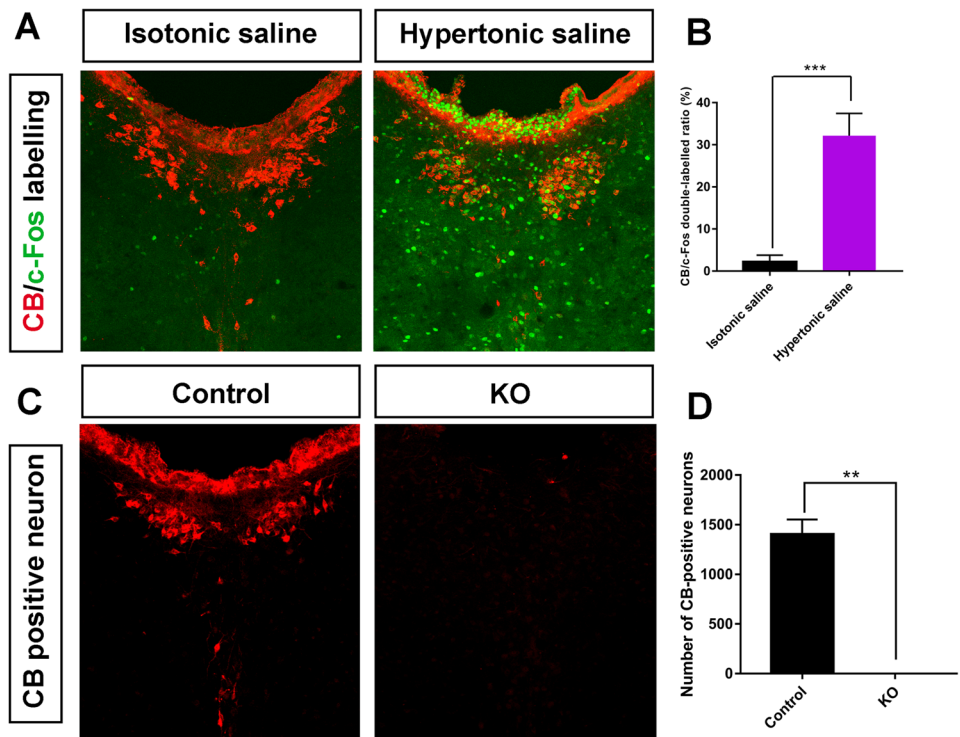 A
Isotonic saline
Hypertonic saline
CB/c-Fos labelling
B
CB/c-Fos double-labelled ratio (%)
40
30
20
10
0
***
Isotonic saline
Hypertonic saline
C
Control
KO
CB positive neuron
D
Number of CB-positive neurons
2000
1500
1000
500
0
**
Control
KO